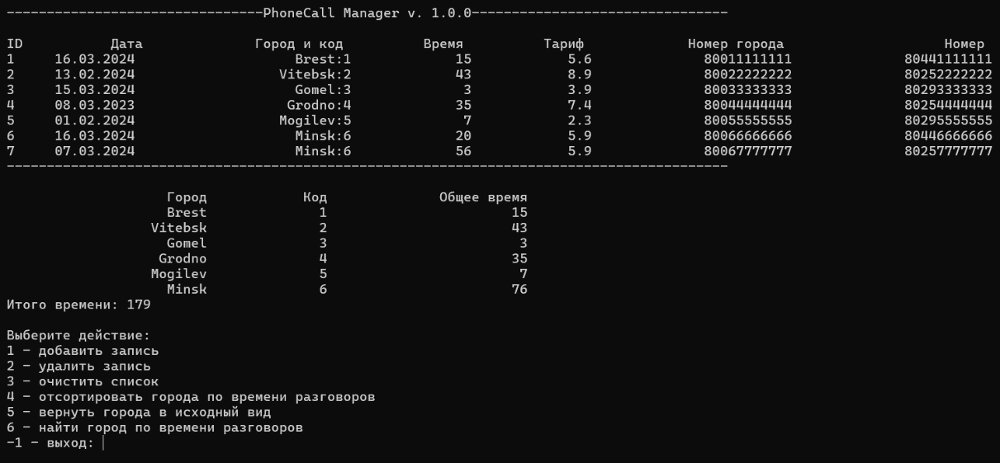 --------------------------------PhoneCall Manager v. 1.0.0--------------------------------
ID Дата Город и код Время Тариф Номер города Номер
1 16.03.2024 Brest:1 15 5.6 80011111111 80441111111
2 13.02.2024 Vitebsk:2 43 8.9 80022222222 80252222222
3 15.03.2024 Gomel:3 3 3.9 80033333333 80293333333
4 08.03.2023 Grodno:4 35 7.4 80044444444 80254444444
5 01.02.2024 Mogilev:5 7 2.3 80055555555 80295555555
6 16.03.2024 Minsk:6 20 5.9 80066666666 80446666666
7 07.03.2024 Minsk:6 56 5.9 80067777777 80257777777
------------------------------------------------------------------------------------------
Город Код Общее время
Brest 1 15
Vitebsk 2 43
Gomel 3 3
Grodno 4 35
Mogilev 5 7
Minsk 6 76
Итого времени: 179
Выберите действие:
1 - добавить запись
2 - удалить запись
3 - очистить список
4 - отсортировать города по времени разговоров
5 - вернуть города в исходный вид
6 - найти город по времени разговоров
-1 - выход: